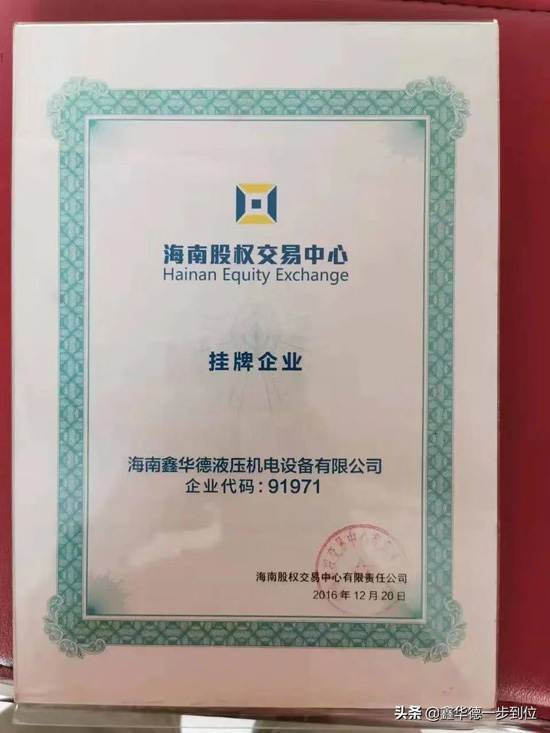 海南股权交易中心
Hainan Equity Exchange
挂牌企业
海南鑫华德液压机电设备有限公司
企业代码：91971
海南股权交易中心有限责任公司
2016年12月20日
头条 @鑫华德一步到位